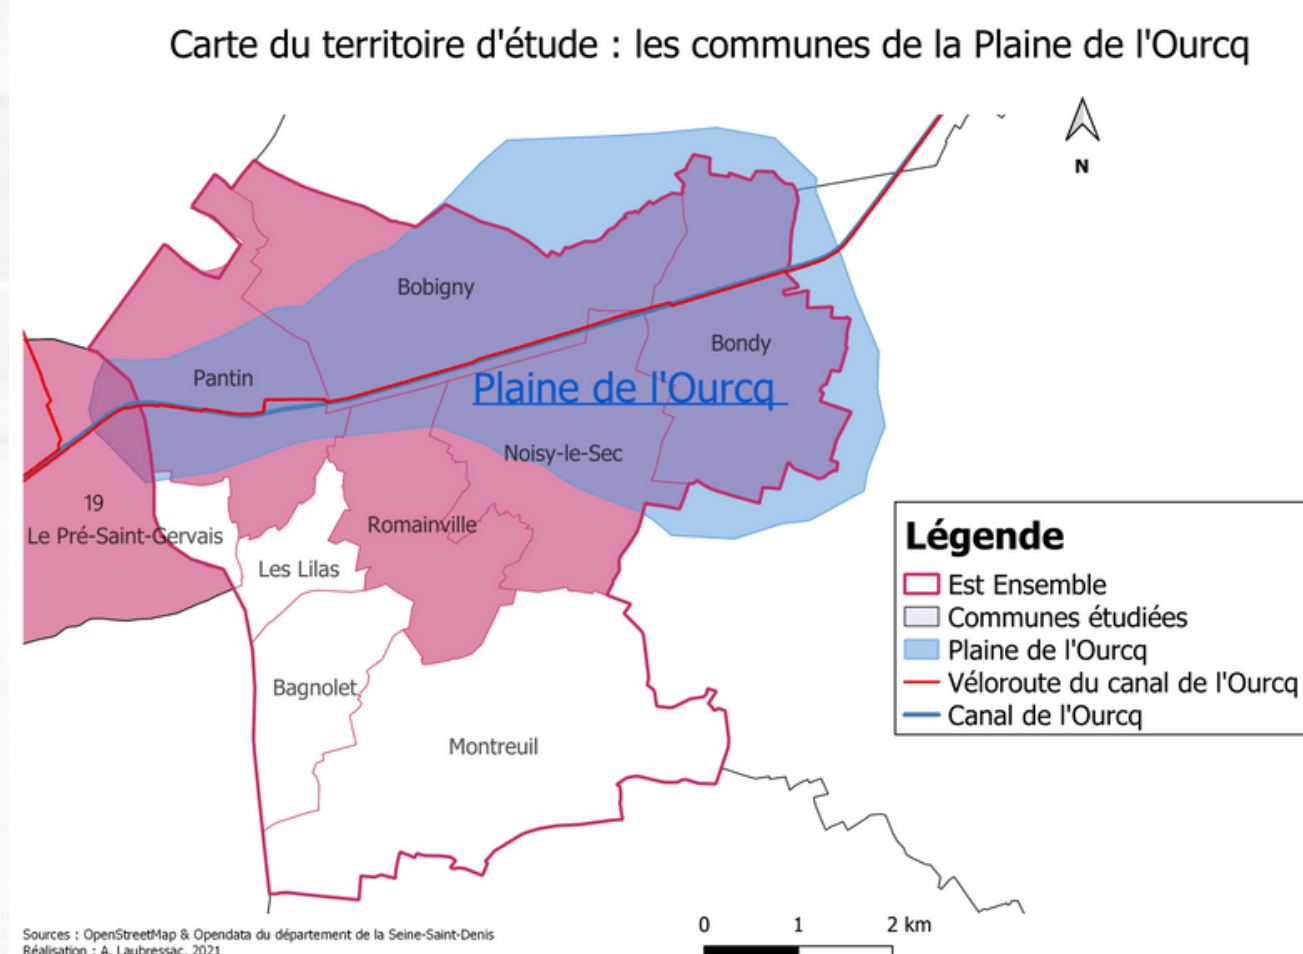 Carte du territoire d'étude : les communes de la Plaine de l'Ourcq
N
Bobigny
Bondy
Pantin
Plaine de l'Ourcq
Noisy-le-Sec
19
Le Pré-Saint-Gervais
Romainville
Les Lilas
Bagnolet
Montreuil
Légende
Est Ensemble
Communes étudiées
Plaine de l'Ourcq
Véloroute du canal de l'Ourcq
Canal de l'Ourcq
0 1 2 km
Sources : OpenStreetMap & Opendata du département de la Seine-Saint-Denis
Réalisation : A. Laubressac, 2021